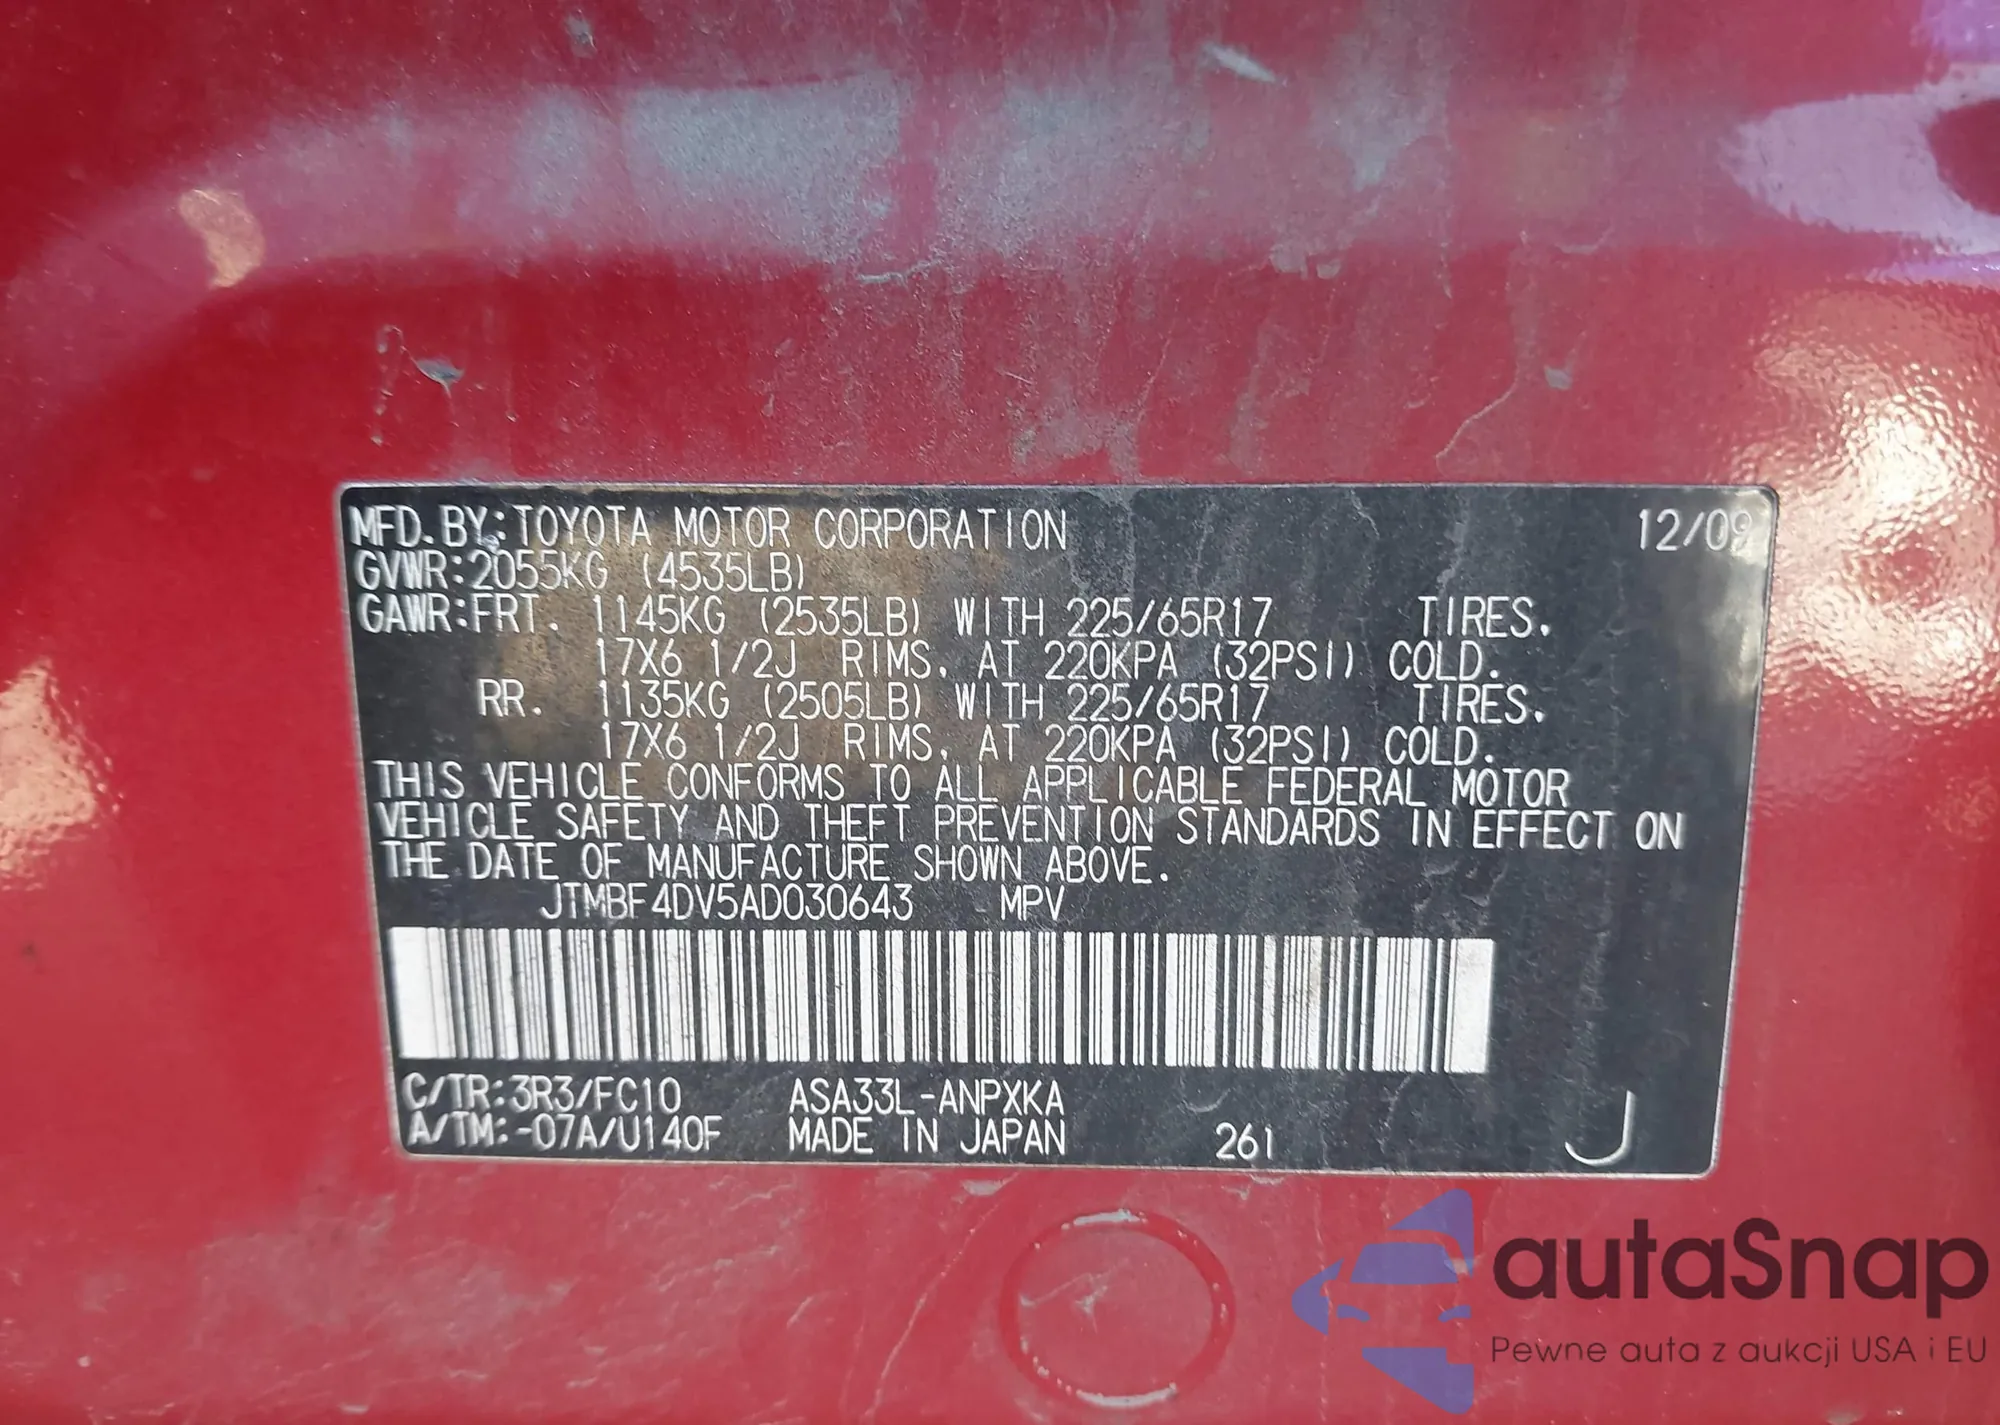 MFD.BY:TOYOTA MOTOR CORPORATION 12/09
GVWR:2055KG (4535LB)
GAWR:FRT. 1145KG (2535LB) WITH 225/65R17 TIRES.
17X6 1/2J RIMS, AT 220KPA (32PSI) COLD.
RR. 1135KG (2505LB) WITH 225/65R17 TIRES.
17X6 1/2J RIMS, AT 220KPA (32PSI) COLD.
THIS VEHICLE CONFORMS TO ALL APPLICABLE FEDERAL MOTOR
VEHICLE SAFETY AND THEFT PREVENTION STANDARDS IN EFFECT ON
THE DATE OF MANUFACTURE SHOWN ABOVE.
JTMBF4DV5AD030643 MPV
C/TR:3R3/FC10 ASA33L-ANPXKA
A/TM:-07A/U140F MADE IN JAPAN 261 J
autaSnap
Pewne auta z aukcji USA i EU